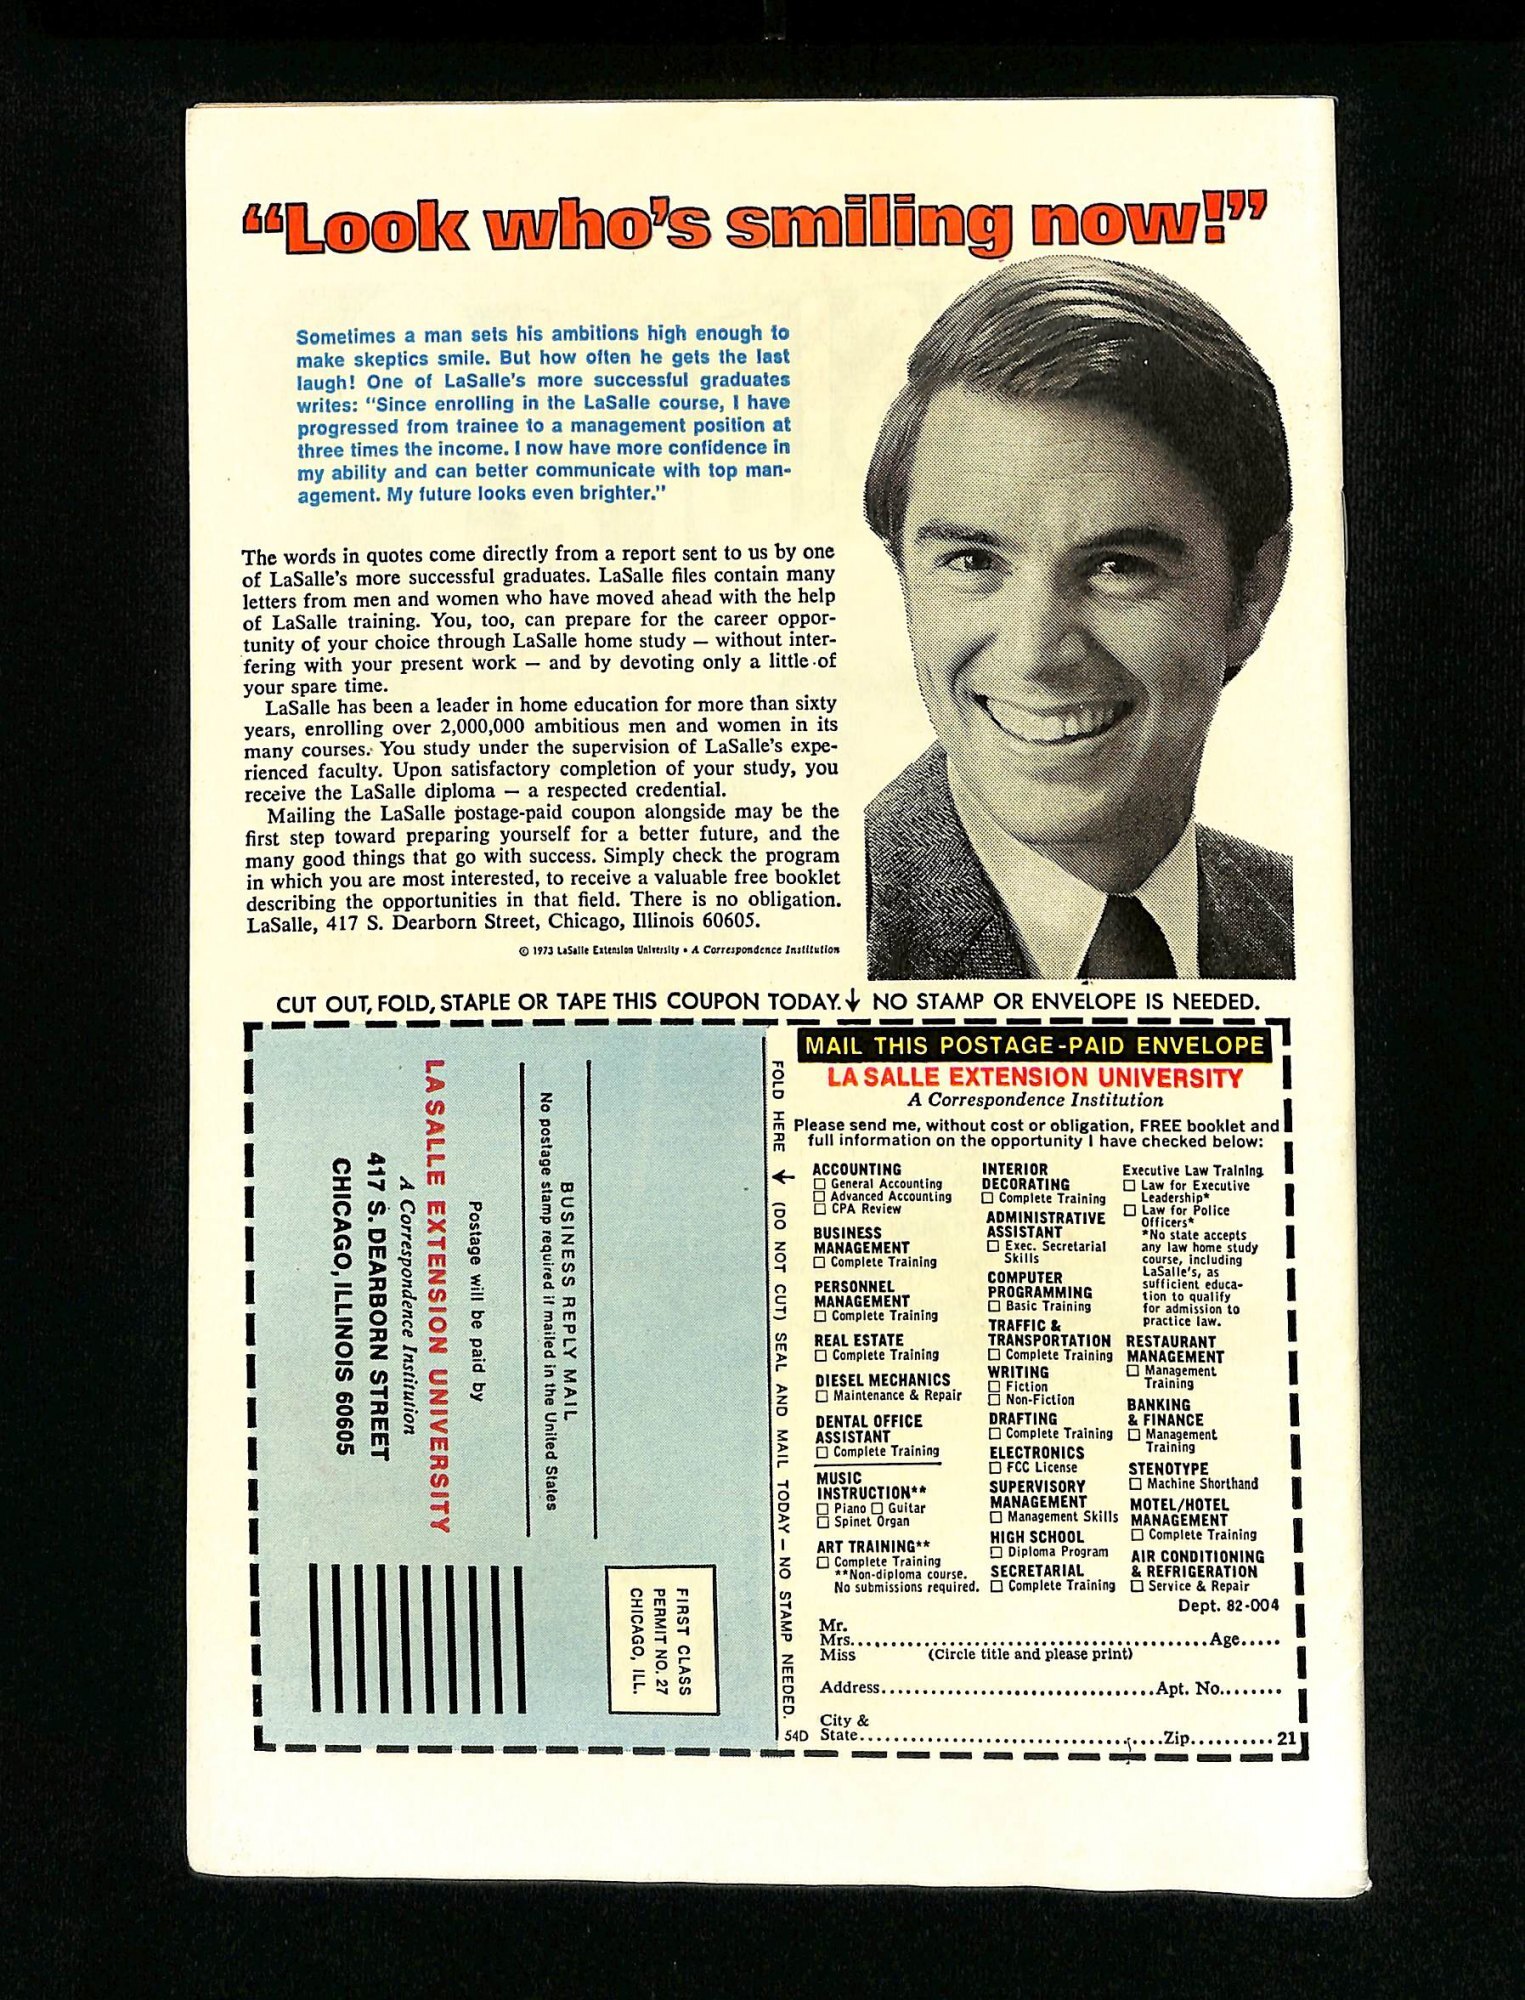 “Look who’s smiling now!”
Sometimes a man sets his ambitions high enough to
make skeptics smile. But how often he gets the last
laugh! One of LaSalle’s more successful graduates
writes: “Since enrolling in the LaSalle course, I have
progressed from trainee to a management position at
three times the income. I now have more confidence in
my ability and can better communicate with top man-
agement. My future looks even brighter.”
The words in quotes come directly from a report sent to us by one
of LaSalle’s more successful graduates. LaSalle files contain many
letters from men and women who have moved ahead with the help
of LaSalle training. You, too, can prepare for the career oppor-
tunity of your choice through LaSalle home study — without inter-
fering with your present work — and by devoting only a little of
your spare time.
LaSalle has been a leader in home education for more than sixty
years, enrolling over 2,000,000 ambitious men and women in its
many courses. You study under the supervision of LaSalle’s expe-
rienced faculty. Upon satisfactory completion of your study, you
receive the LaSalle diploma — a respected credential.
Mailing the LaSalle postage-paid coupon alongside may be the
first step toward preparing yourself for a better future, and the
many good things that go with success. Simply check the program
in which you are most interested, to receive a valuable free booklet
describing the opportunities in that field. There is no obligation.
LaSalle, 417 S. Dearborn Street, Chicago, Illinois 60605.
© 1973 LaSalle Extension University • A Correspondence Institution
CUT OUT, FOLD, STAPLE OR TAPE THIS COUPON TODAY.↓ NO STAMP OR ENVELOPE IS NEEDED.
FIRST CLASS
PERMIT NO. 27
CHICAGO, ILL.
BUSINESS REPLY MAIL
No postage stamp required if mailed in the United States
Postage will be paid by
LA SALLE EXTENSION UNIVERSITY
A Correspondence Institution
417 S. DEARBORN STREET
CHICAGO, ILLINOIS 60605
FOLD HERE ↓ (DO NOT CUT) SEAL AND MAIL TODAY — NO STAMP NEEDED.
54D
MAIL THIS POSTAGE-PAID ENVELOPE
LA SALLE EXTENSION UNIVERSITY
A Correspondence Institution
Please send me, without cost or obligation, FREE booklet and
full information on the opportunity I have checked below:
ACCOUNTING
☐ General Accounting
☐ Advanced Accounting
☐ CPA Review
BUSINESS
MANAGEMENT
☐ Complete Training
PERSONNEL
MANAGEMENT
☐ Complete Training
REAL ESTATE
☐ Complete Training
DIESEL MECHANICS
☐ Maintenance & Repair
DENTAL OFFICE
ASSISTANT
☐ Complete Training
MUSIC
INSTRUCTION**
☐ Piano ☐ Guitar
☐ Spinet Organ
ART TRAINING**
☐ Complete Training
**Non-diploma course.
No submissions required.
INTERIOR
DECORATING
☐ Complete Training
ADMINISTRATIVE
ASSISTANT
☐ Exec. Secretarial
Skills
COMPUTER
PROGRAMMING
☐ Basic Training
TRAFFIC &
TRANSPORTATION
☐ Complete Training
WRITING
☐ Fiction
☐ Non-Fiction
DRAFTING
☐ Complete Training
ELECTRONICS
☐ FCC License
SUPERVISORY
MANAGEMENT
☐ Management Skills
HIGH SCHOOL
☐ Diploma Program
SECRETARIAL
☐ Complete Training
Executive Law Training
☐ Law for Executive
Leadership*
☐ Law for Police
Officers*
*No state accepts
any law home study
course, including
LaSalle’s, as
sufficient educa-
tion to qualify
for admission to
practice law.
RESTAURANT
MANAGEMENT
☐ Management
Training
BANKING
& FINANCE
☐ Management
Training
STENOTYPE
☐ Machine Shorthand
MOTEL/HOTEL
MANAGEMENT
☐ Complete Training
AIR CONDITIONING
& REFRIGERATION
☐ Service & Repair
Dept. 82-004
Mr.
Mrs. Age
Miss (Circle title and please print)
Address Apt. No.
City &
State Zip 21